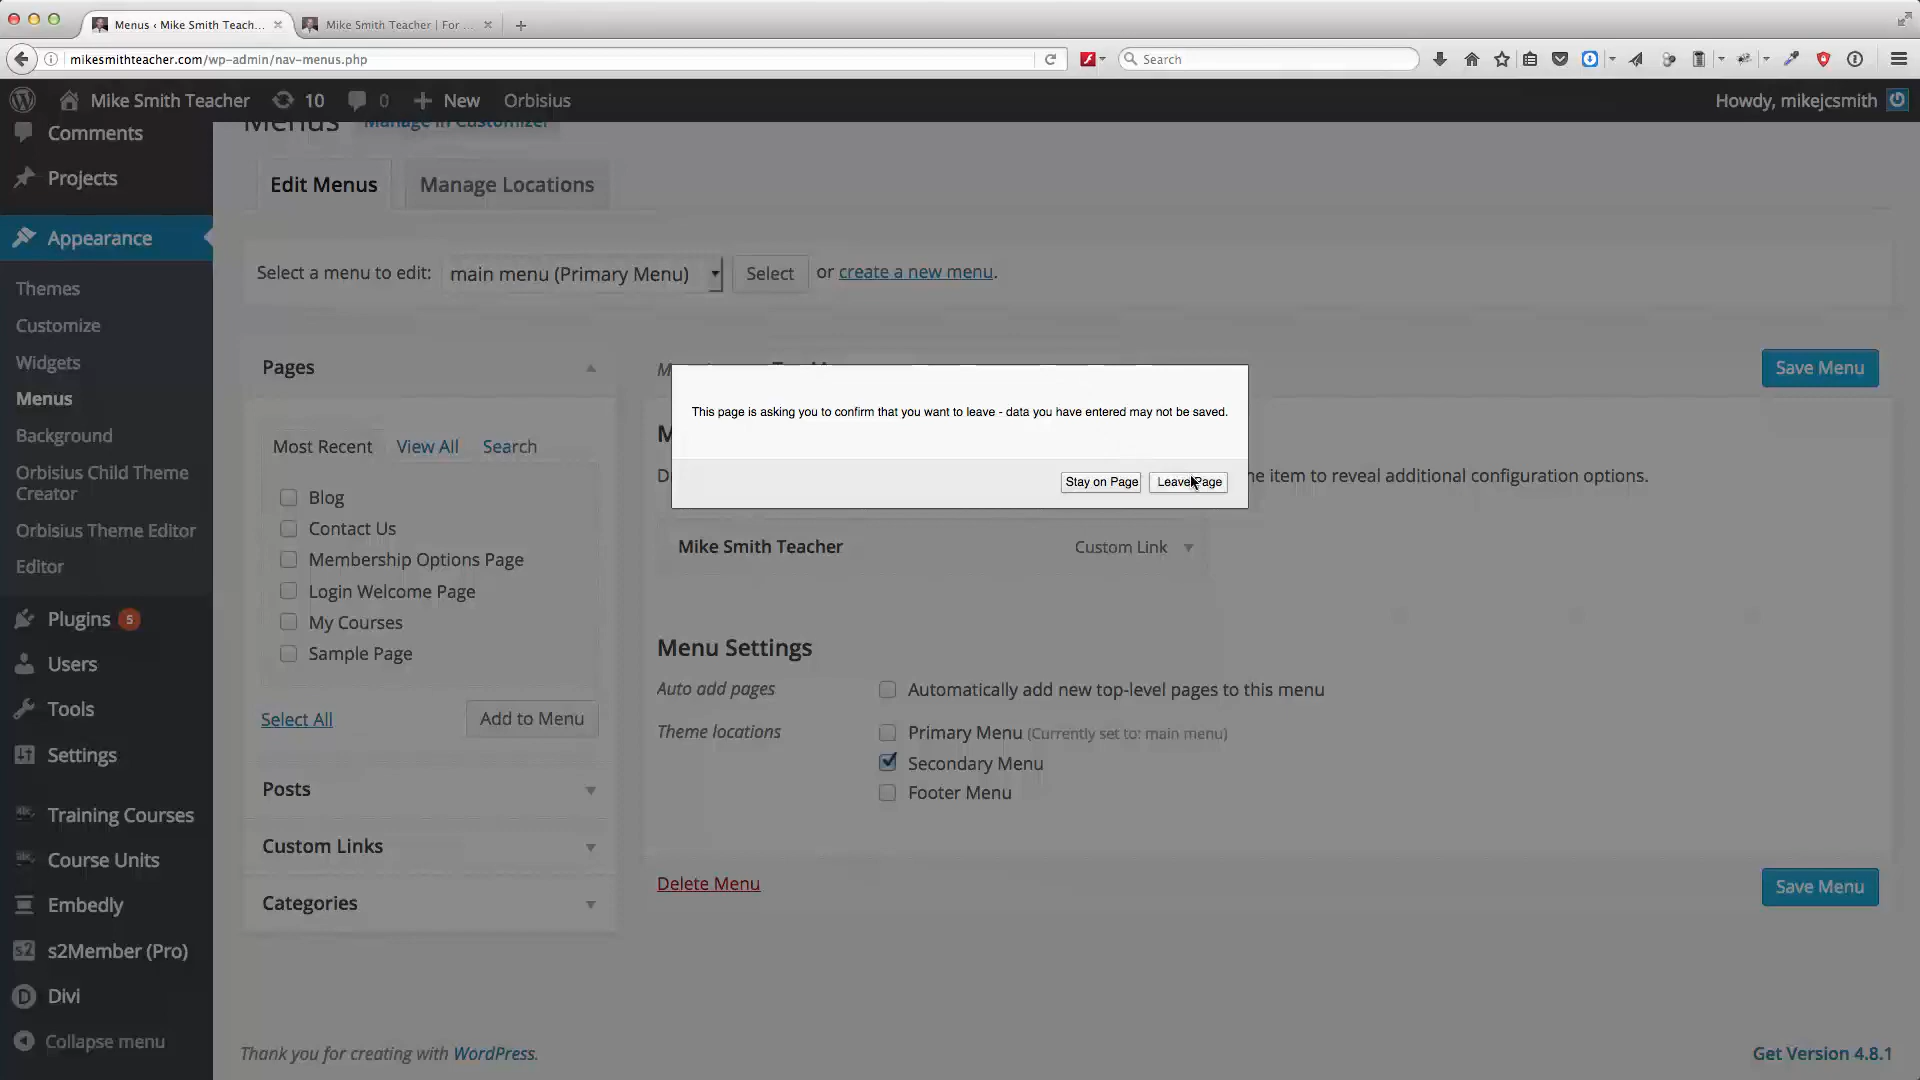 Menus ‹ Mike Smith Teach...
Mike Smith Teacher | For ...
mikesmithteacher.com/wp-admin/nav-menus.php
Search
Mike Smith Teacher 10 0 New Orbisius
Howdy, mikejcsmith
Comments
Projects
Appearance
Themes
Customize
Widgets
Menus
Background
Orbisius Child Theme
Creator
Orbisius Theme Editor
Editor
Plugins 5
Users
Tools
Settings
Training Courses
Course Units
Embedly
s2Member (Pro)
Divi
Collapse menu
Menus Manage in Customizer
Edit Menus Manage Locations
Select a menu to edit: main menu (Primary Menu) Select or create a new menu.
Pages
Most Recent View All Search
Blog
Contact Us
Membership Options Page
Login Welcome Page
My Courses
Sample Page
Select All Add to Menu
Posts
Custom Links
Categories
Save Menu
This page is asking you to confirm that you want to leave - data you have entered may not be saved.
Stay on Page Leave Page
item to reveal additional configuration options.
Mike Smith Teacher Custom Link
Menu Settings
Auto add pages Automatically add new top-level pages to this menu
Theme locations Primary Menu (Currently set to: main menu)
Secondary Menu
Footer Menu
Delete Menu Save Menu
Thank you for creating with WordPress.
Get Version 4.8.1